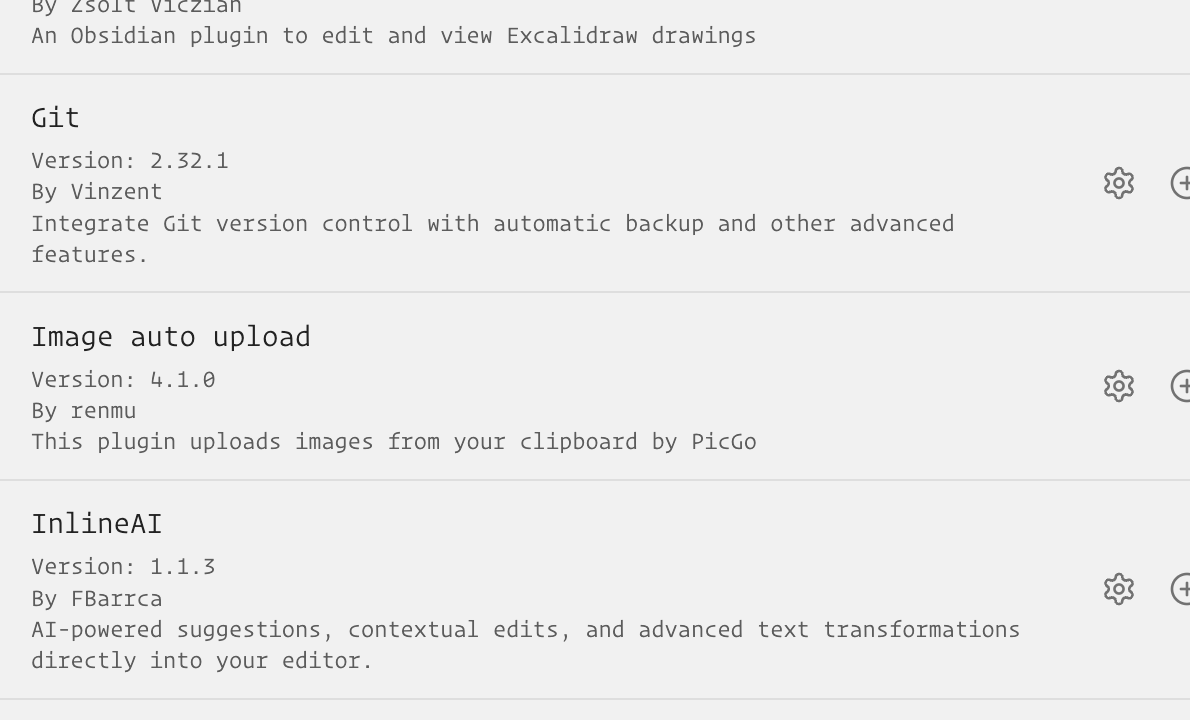 By Zsolt Viczian
An Obsidian plugin to edit and view Excalidraw drawings
Git
Version: 2.32.1
By Vinzent
Integrate Git version control with automatic backup and other advanced
features.
Image auto upload
Version: 4.1.0
By renmu
This plugin uploads images from your clipboard by PicGo
InlineAI
Version: 1.1.3
By FBarrca
AI-powered suggestions, contextual edits, and advanced text transformations
directly into your editor.